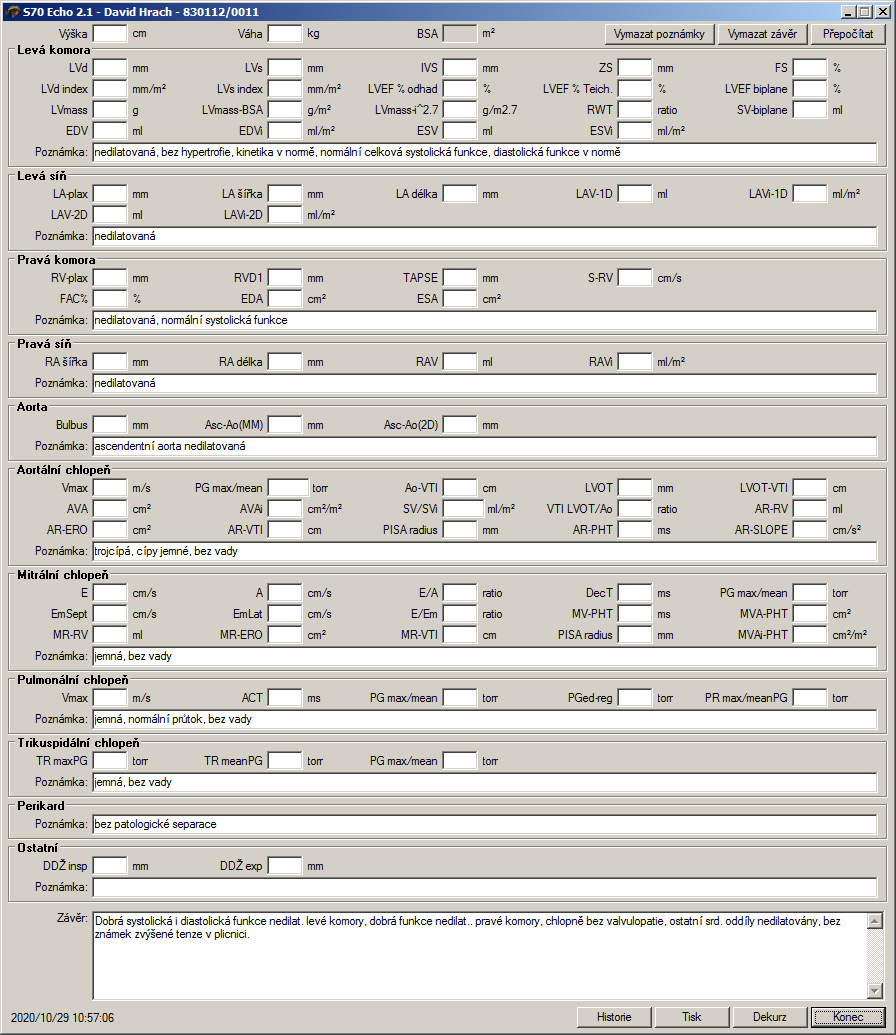 S70 Echo 2.1 - David Hrach - 830112/0011
Výška cm Váha kg BSA m² Vymazat poznámky Vymazat závěr Přepočítat
Levá komora
LVd mm LVs mm IVS mm ZS mm FS %
LVd index mm/m² LVs index mm/m² LVEF % odhad % LVEF % Teich. % LVEF biplane %
LVmass g LVmass-BSA g/m² LVmass-i^2.7 g/m2.7 RWT ratio SV-biplane ml
EDV ml EDVi ml/m² ESV ml ESVi ml/m²
Poznámka: nedilatovaná, bez hypertrofie, kinetika v normě, normální celková systolická funkce, diastolická funkce v normě
Levá síň
LA-plax mm LA šířka mm LA délka mm LAV-1D ml LAVi-1D ml/m²
LAV-2D ml LAVi-2D ml/m²
Poznámka: nedilatovaná
Pravá komora
RV-plax mm RVD1 mm TAPSE mm S-RV cm/s
FAC% % EDA cm² ESA cm²
Poznámka: nedilatovaná, normální systolická funkce
Pravá síň
RA šířka mm RA délka mm RAV ml RAVi ml/m²
Poznámka: nedilatovaná
Aorta
Bulbus mm Asc-Ao(MM) mm Asc-Ao(2D) mm
Poznámka: ascendentní aorta nedilatovaná
Aortální chlopeň
Vmax m/s PG max/mean torr Ao-VTI cm LVOT mm LVOT-VTI cm
AVA cm² AVAi cm²/m² SV/SVi ml/m² VTI LVOT/Ao ratio AR-RV ml
AR-ERO cm² AR-VTI cm PISA radius mm AR-PHT ms AR-SLOPE cm/s²
Poznámka: trojcípá, cípy jemné, bez vady
Mitrální chlopeň
E cm/s A cm/s E/A ratio DecT ms PG max/mean torr
EmSept cm/s EmLat cm/s E/Em ratio MV-PHT ms MVA-PHT cm²
MR-RV ml MR-ERO cm² MR-VTI cm PISA radius mm MVAi-PHT cm²/m²
Poznámka: jemná, bez vady
Pulmonální chlopeň
Vmax m/s ACT ms PG max/mean torr PGed-reg torr PR max/meanPG torr
Poznámka: jemná, normální průtok, bez vady
Trikuspidální chlopeň
TR maxPG torr TR meanPG torr PG max/mean torr
Poznámka: jemná, bez vady
Perikard
Poznámka: bez patologické separace
Ostatní
DDŽ insp mm DDŽ exp mm
Poznámka:
Závěr: Dobrá systolická i diastolická funkce nedilat. levé komory, dobrá funkce nedilat.. pravé komory, chlopně bez valvulopatie, ostatní srd. oddíly nedilatovány, bez
známek zvýšené tenze v plicnici.
2020/10/29 10:57:06 Historie Tisk Dekurz Konec